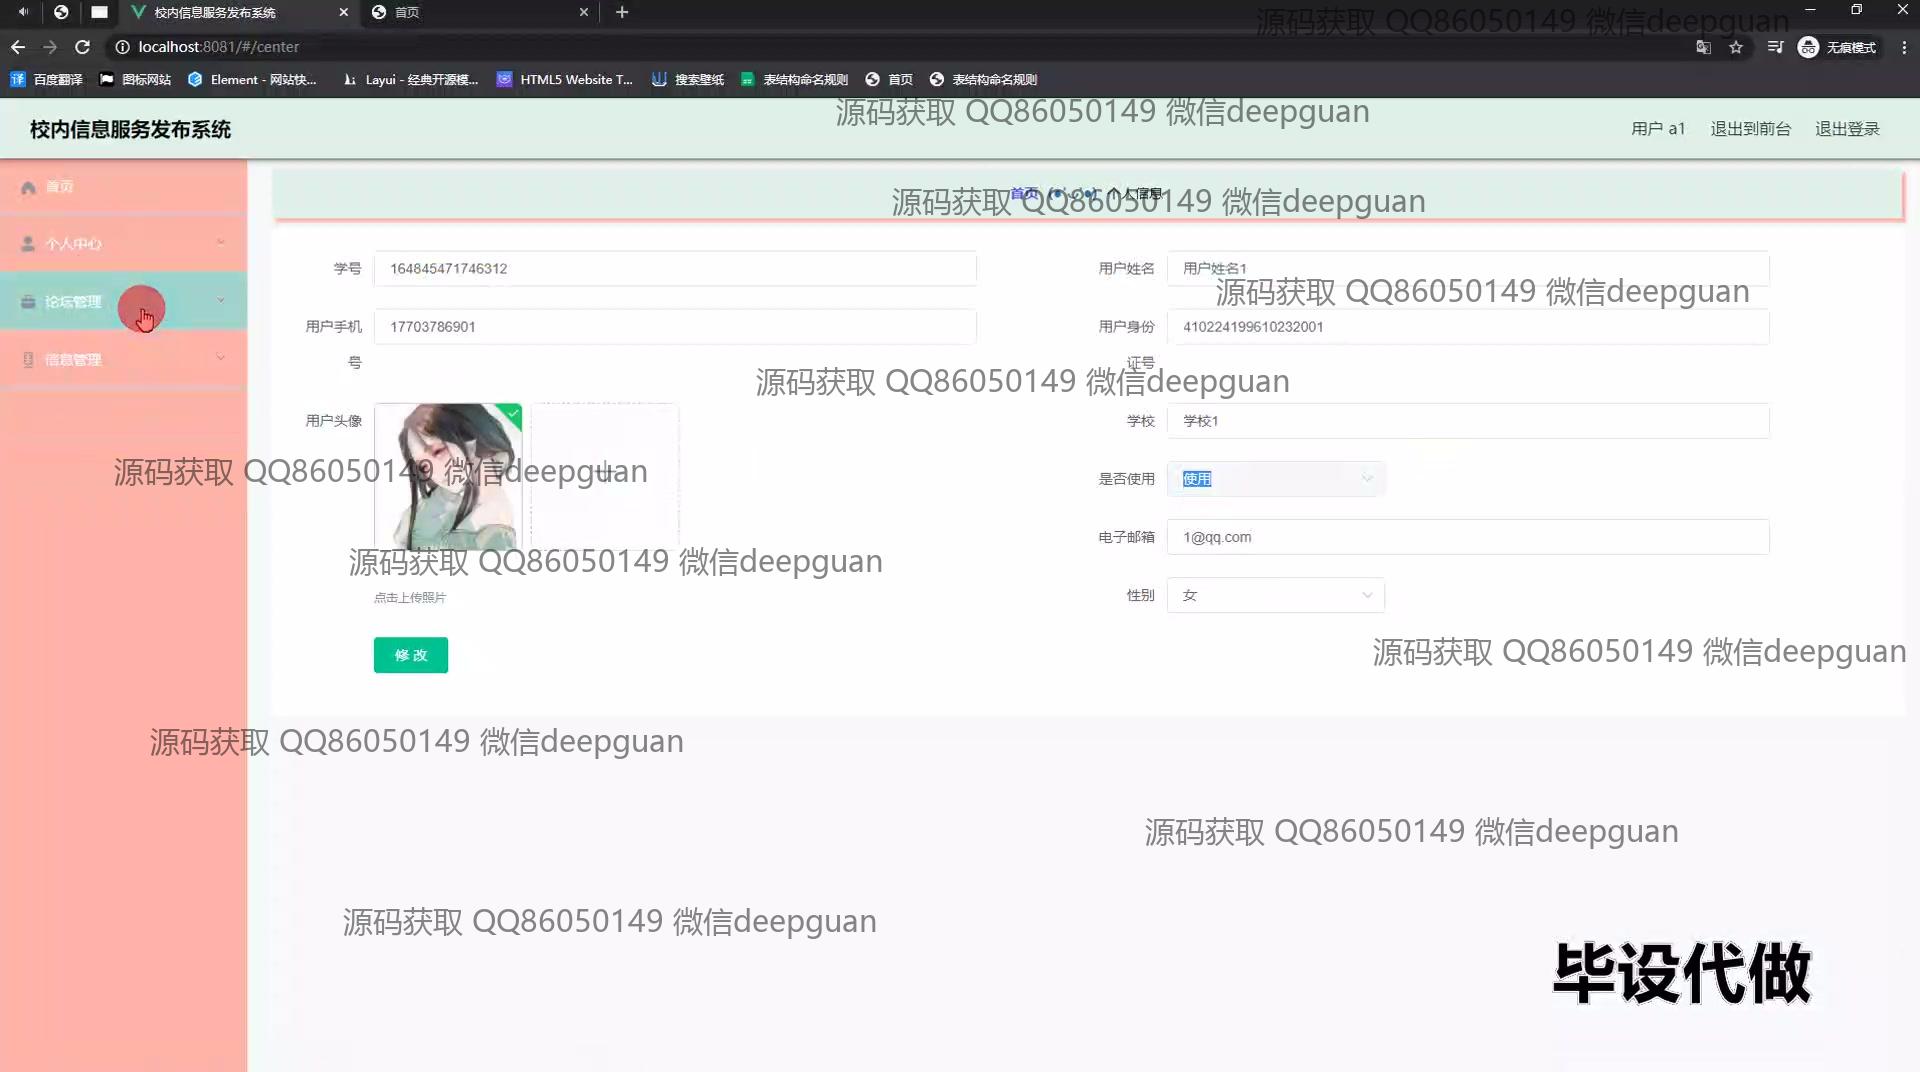 校内信息服务发布系统
首页
localhost:8081/#/center
无痕模式
百度翻译
图标网站
Element - 网站快...
Layui - 经典开源模...
HTML5 Website T...
搜索壁纸
表结构命名规则
首页
表结构命名规则
源码获取 QQ86050149 微信deepguan
源码获取 QQ86050149 微信deepguan
校内信息服务发布系统
用户 a1
退出到前台
退出登录
首页
个人信息
源码获取 QQ86050149 微信deepguan
首页
个人中心
论坛管理
信息管理
学号
164845471746312
用户姓名
用户姓名1
源码获取 QQ86050149 微信deepguan
用户手机号
17703786901
用户身份证号
410224199610232001
源码获取 QQ86050149 微信deepguan
用户头像
学校
学校1
源码获取 QQ86050149 微信deepguan
是否使用
使用
电子邮箱
1@qq.com
源码获取 QQ86050149 微信deepguan
点击上传照片
性别
女
修改
源码获取 QQ86050149 微信deepguan
源码获取 QQ86050149 微信deepguan
源码获取 QQ86050149 微信deepguan
源码获取 QQ86050149 微信deepguan
毕设代做